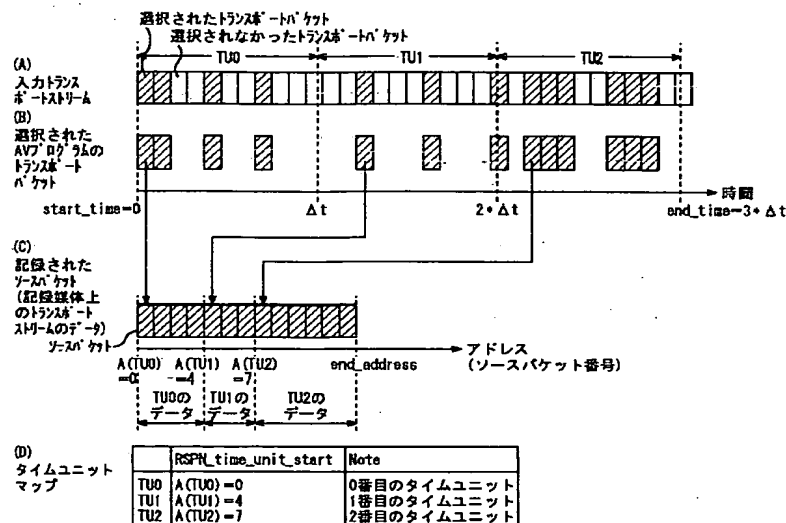 選択されたトランスポートパケット
選択されなかったトランスポートパケット
TU0 TU1 TU2
(A)
入力トランス
ポートストリーム
(B)
選択された
AVプログラムの
トランスポート
パケット
時間
start_time=0 Δt 2*Δt end_time=3*Δt
(C)
記録された
ソースパケット
(記録媒体上
のトランスポート
ストリームのデータ)
ソースパケット
アドレス
(ソースパケット番号)
A(TU0) A(TU1) A(TU2) end_address
=0 =4 =7
TU0の TU1の TU2の
データ データ データ
(D)
タイムユニット
マップ
RSPN_time_unit_start Note
TU0 A(TU0)=0 0番目のタイムユニット
TU1 A(TU1)=4 1番目のタイムユニット
TU2 A(TU2)=7 2番目のタイムユニット